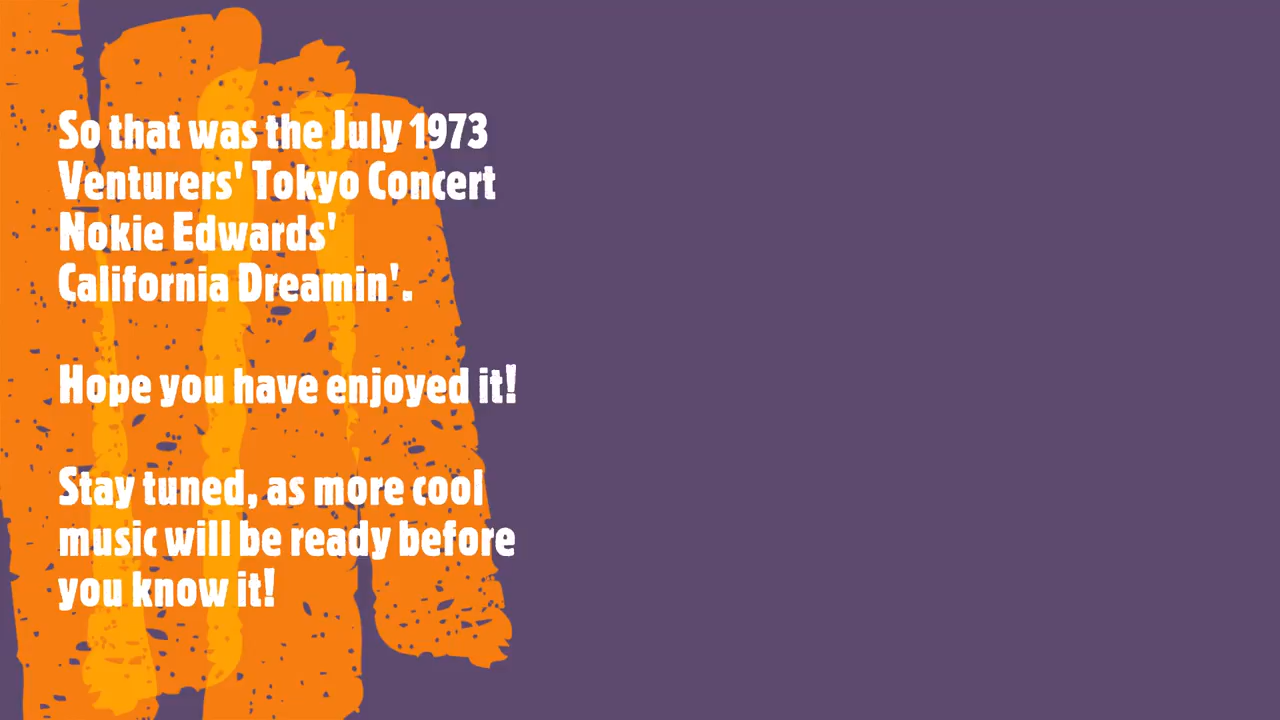 So that was the July 1973
Venturers' Tokyo Concert
Nokie Edwards'
California Dreamin'.
Hope you have enjoyed it!
Stay tuned, as more cool
music will be ready before
you know it!